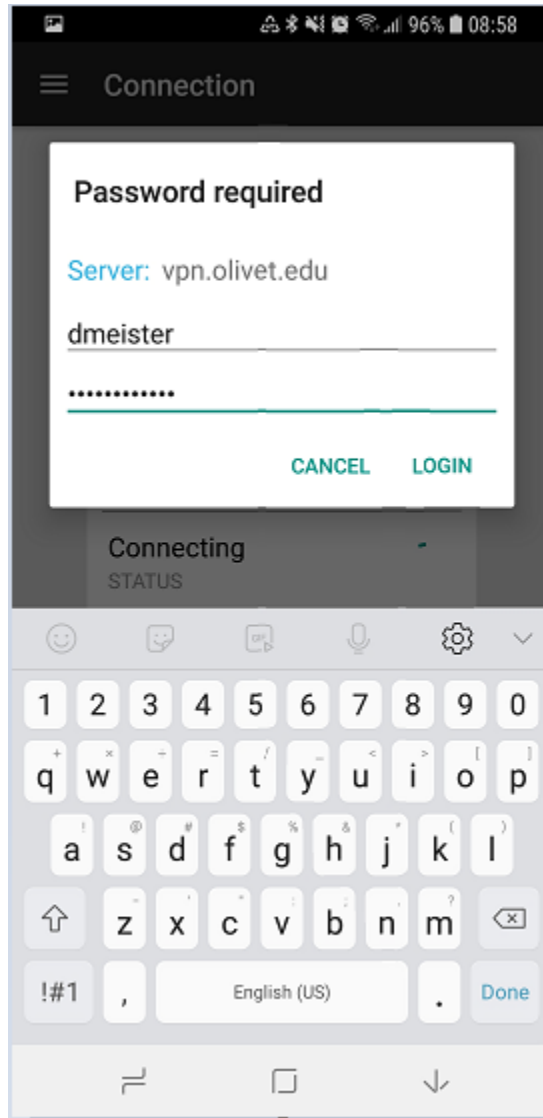 96% 08:58
Connection
Password required
Server: vpn.olivet.edu
dmeister
••••••••••••
CANCEL LOGIN
Connecting
STATUS
1 2 3 4 5 6 7 8 9 0
q w e r t y u i o p
a s d f g h j k l
z x c v b n m
!#1 , English (US) . Done